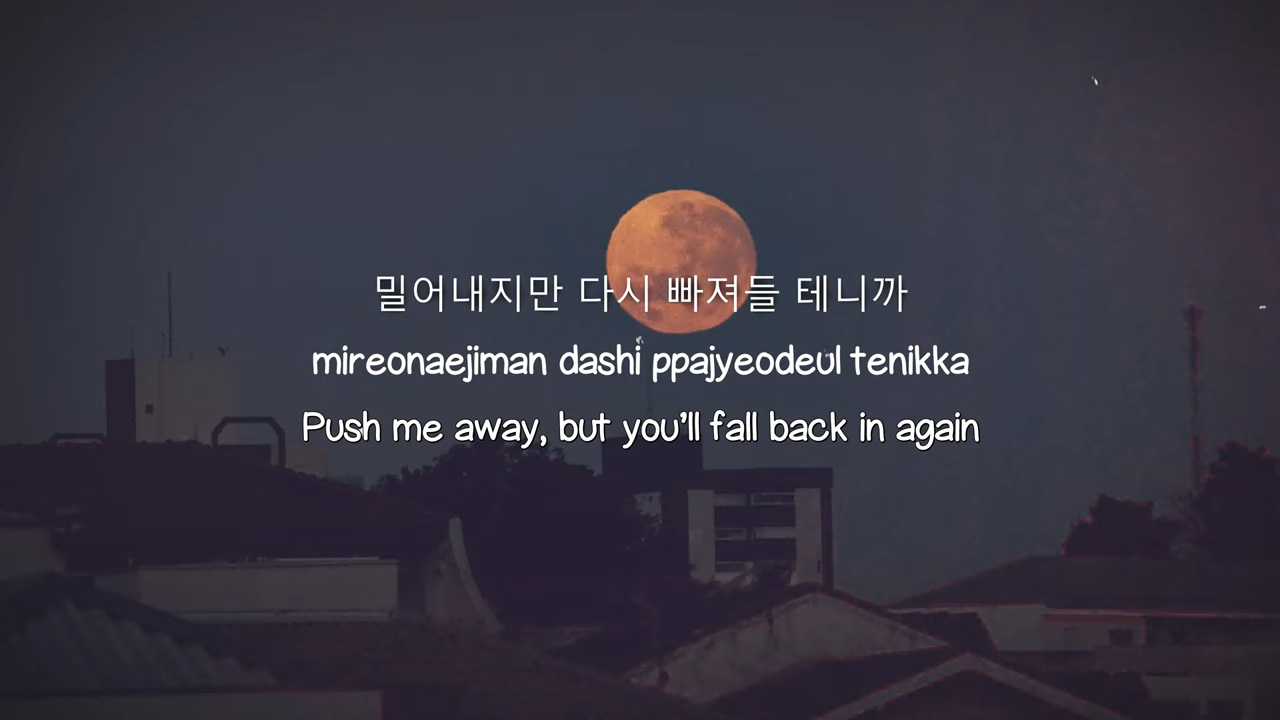 밀어내지만 다시 빠져들 테니까
mireonaejiman dashi ppajyeodeul tenikka
Push me away, but you'll fall back in again